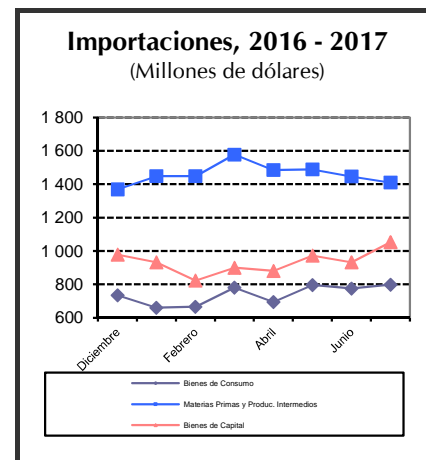 Importaciones, 2016 - 2017
(Millones de dólares)
1 800
1 600
1 400
1 200
1 000
800
600
Diciembre
Febrero
Abril
Junio
Bienes de Consumo
Materias Primas y Produc. Intermedios
Bienes de Capital